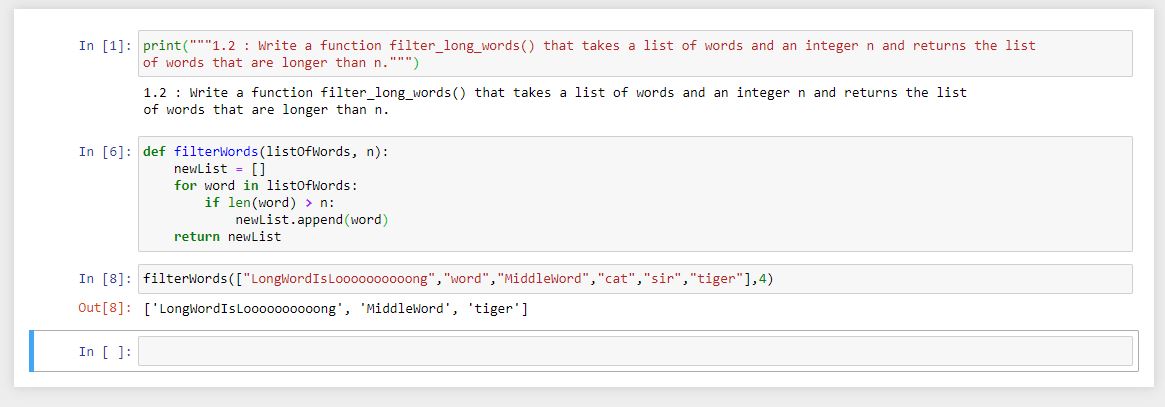 In [1]: print("""1.2 : Write a function filter_long_words() that takes a list of words and an integer n and returns the list
of words that are longer than n.""")
1.2 : Write a function filter_long_words() that takes a list of words and an integer n and returns the list
of words that are longer than n.
In [6]: def filterWords(listOfWords, n):
    newList = []
    for word in listOfWords:
        if len(word) > n:
            newList.append(word)
    return newList
In [8]: filterWords(["LongWordIsLoooooooooong","word","MiddleWord","cat","sir","tiger"],4)
Out[8]: ['LongWordIsLoooooooooong', 'MiddleWord', 'tiger']
In [ ]: